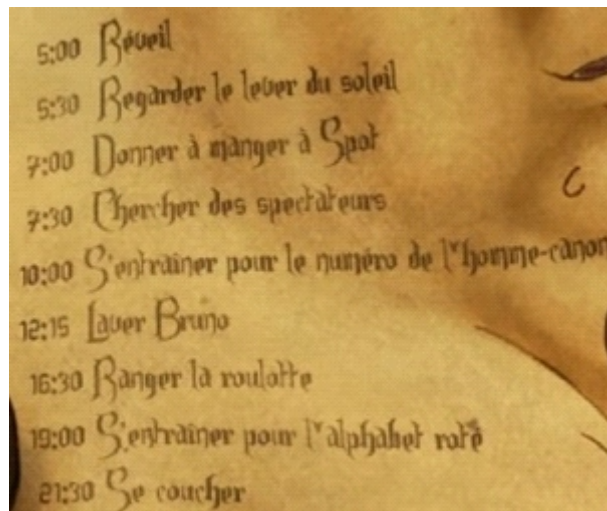 5:00 Réveil
5:30 Regarder le lever du soleil
7:00 Donner à manger à Spot
7:30 Chercher des spectateurs
10:00 S'entraîner pour le numéro de l'homme-canon
12:15 Laver Bruno
16:30 Ranger la roulotte
19:00 S'entraîner pour l'alphabet roté
21:30 Se coucher